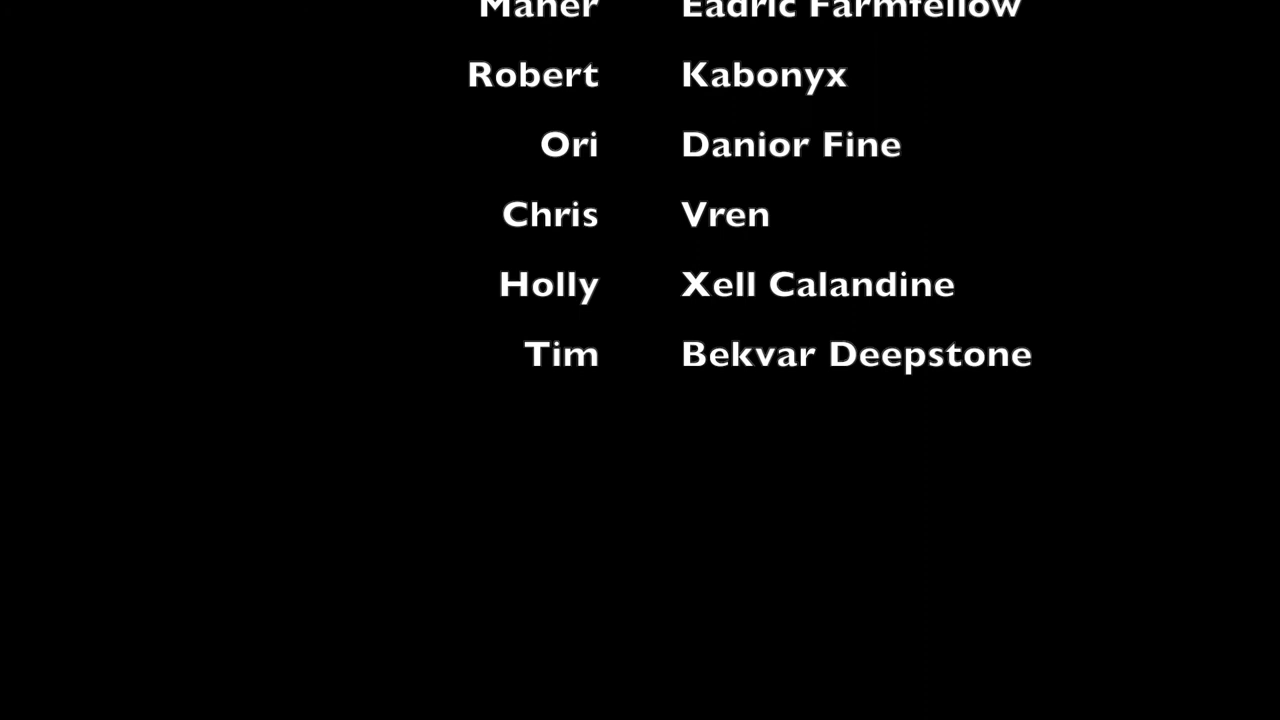 Maher Eadric Farmfellow
Robert Kabonyx
Ori Danior Fine
Chris Vren
Holly Xell Calandine
Tim Bekvar Deepstone